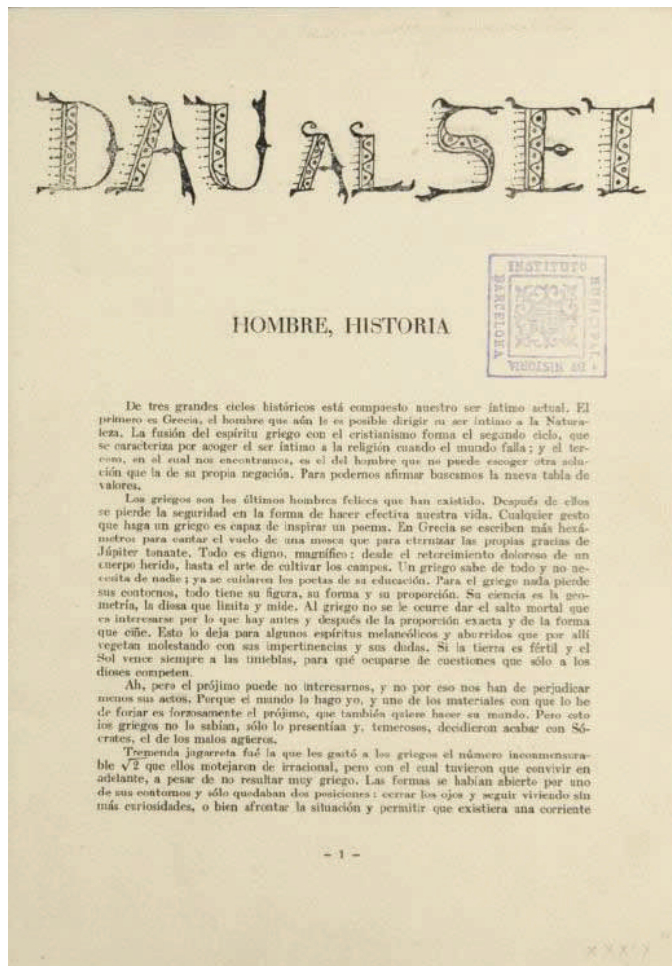 DAU AL SET
INSTITUTO
MUNICIPAL
DE HISTORIA
BARCELONA
HOMBRE, HISTORIA
De tres grandes ciclos históricos está compuesto nuestro ser íntimo actual. El
primero es Grecia, el hombre que aún le es posible dirigir su ser íntimo a la Natura-
leza. La fusión del espíritu griego con el cristianismo forma el segundo ciclo, que
se caracteriza por acoger el ser íntimo a la religión cuando el mundo falla; y el ter-
cero, en el cual nos encontramos, es el del hombre que no puede escoger otra solu-
ción que la de su propia negación. Para podernos afirmar buscamos la nueva tabla de
valores.
Los griegos son los últimos hombres felices que han existido. Después de ellos
se pierde la seguridad en la forma de hacer efectiva nuestra vida. Cualquier gesto
que haga un griego es capaz de inspirar un poema. En Grecia se escriben más hexá-
metros para cantar el vuelo de una mosca que para eternizar las propias gracias de
Júpiter tonante. Todo es digno, magnífico: desde el retorcimiento doloroso de un
cuerpo herido, hasta el arte de cultivar los campos. Un griego sabe de todo y no ne-
cesita de nadie; ya se cuidaron los poetas de su educación. Para el griego nada pierde
sus contornos, todo tiene su figura, su forma y su proporción. Su ciencia es la geo-
metría, la diosa que limita y mide. Al griego no se le ocurre dar el salto mortal que
es interesarse por lo que hay antes y después de la proporción exacta y de la forma
que ciñe. Esto lo deja para algunos espíritus melancólicos y aburridos que por allí
vegetan molestando con sus impertinencias y sus dudas. Si la tierra es fértil y el
Sol vence siempre a las tinieblas, para qué ocuparse de cuestiones que sólo a los
dioses competen.
Ah, pero el prójimo puede no interesarnos, y no por eso nos han de perjudicar
menos sus actos. Porque el mundo lo hago yo, y uno de los materiales con que lo he
de forjar es forzosamente el prójimo, que también quiere hacer su mundo. Pero esto
los griegos no lo sabían, sólo lo presentían y, temerosos, decidieron acabar con Só-
crates, el de los malos agüeros.
Tremenda jugarreta fué la que les gastó a los griegos el número inconmensura-
ble √2 que ellos motejaron de irracional, pero con el cual tuvieron que convivir en
adelante, a pesar de no resultar muy griego. Las formas se habían abierto por uno
de sus contornos y sólo quedaban dos posiciones: cerrar los ojos y seguir viviendo sin
más curiosidades, o bien afrontar la situación y permitir que existiera una corriente
- 1 -